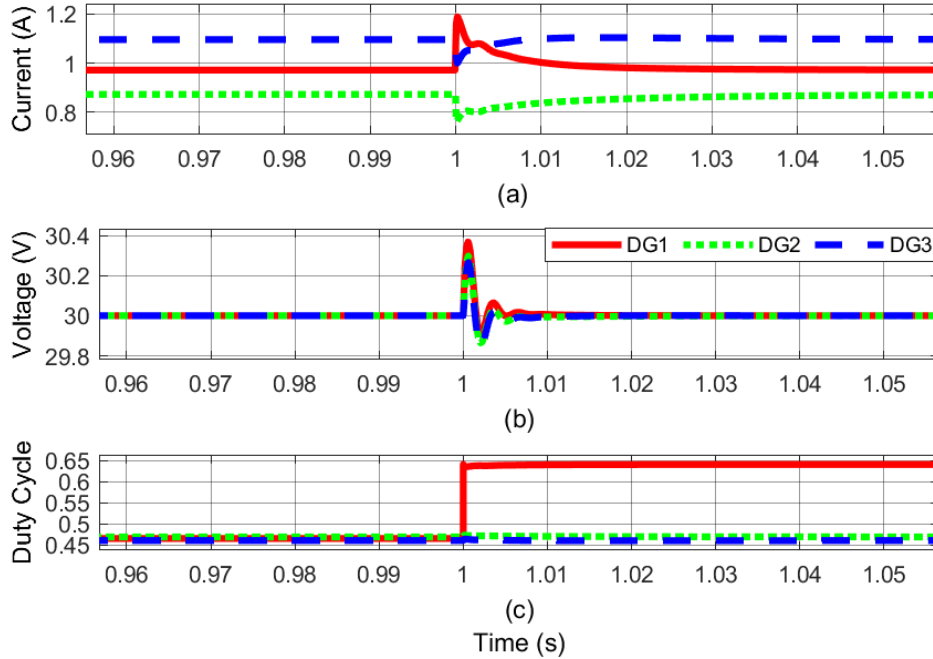 Current (A)
1.2
1
0.8
0.96 0.97 0.98 0.99 1 1.01 1.02 1.03 1.04 1.05
(a)
Voltage (V)
30.4
30.2
30
29.8
DG1 DG2 DG3
0.96 0.97 0.98 0.99 1 1.01 1.02 1.03 1.04 1.05
(b)
Duty Cycle
0.65
0.6
0.55
0.5
0.45
0.96 0.97 0.98 0.99 1 1.01 1.02 1.03 1.04 1.05
(c)
Time (s)